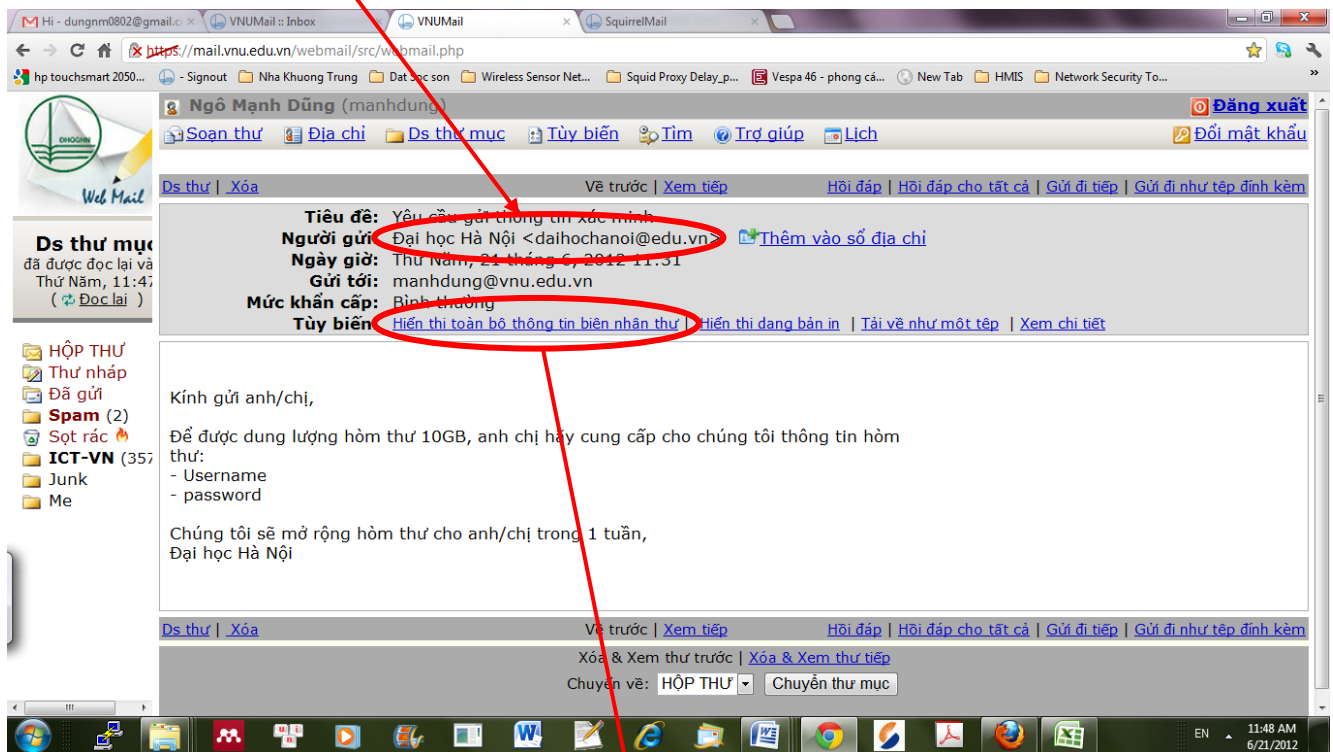 Hi - dungnm0802@gmail.c
VNUMail :: Inbox
VNUMail
SquirrelMail
https://mail.vnu.edu.vn/webmail/src/webmail.php
hp touchsmart 2050...
- Signout
Nha Khuong Trung
Dat Soc son
Wireless Sensor Net...
Squid Proxy Delay_p...
Vespa 46 - phong cá...
New Tab
HMIS
Network Security To...
»
DHQGHN
Web Mail
Ngô Mạnh Dũng (manhdung)
Đăng xuất
Soạn thư Địa chỉ Ds thư mục Tùy biến Tìm Trợ giúp Lịch
Đổi mật khẩu
Ds thư | Xóa
Về trước | Xem tiếp
Hồi đáp | Hồi đáp cho tất cả | Gửi đi tiếp | Gửi đi như tệp đính kèm
Tiêu đề: Yêu cầu gửi thông tin xác minh
Người gửi: Đại học Hà Nội <daihochanoi@edu.vn> Thêm vào sổ địa chỉ
Ngày giờ: Thứ Năm, 21 tháng 6, 2012 11:31
Gửi tới: manhdung@vnu.edu.vn
Mức khẩn cấp: Bình thường
Tùy biến: Hiển thị toàn bộ thông tin biên nhân thư | Hiển thị dạng bản in | Tải về như một tệp | Xem chi tiết
Ds thư mục
đã được đọc lại và
Thứ Năm, 11:47
( Đọc lại )
HỘP THƯ
Thư nháp
Đã gửi
Spam (2)
Sọt rác
ICT-VN (357
Junk
Me
Kính gửi anh/chị,
Để được dung lượng hòm thư 10GB, anh chị hãy cung cấp cho chúng tôi thông tin hòm
thư:
- Username
- password
Chúng tôi sẽ mở rộng hòm thư cho anh/chị trong 1 tuần,
Đại học Hà Nội
Ds thư | Xóa
Về trước | Xem tiếp
Hồi đáp | Hồi đáp cho tất cả | Gửi đi tiếp | Gửi đi như tệp đính kèm
Xóa & Xem thư trước | Xóa & Xem thư tiếp
Chuyển về: HỘP THƯ Chuyển thư mục
EN
11:48 AM
6/21/2012